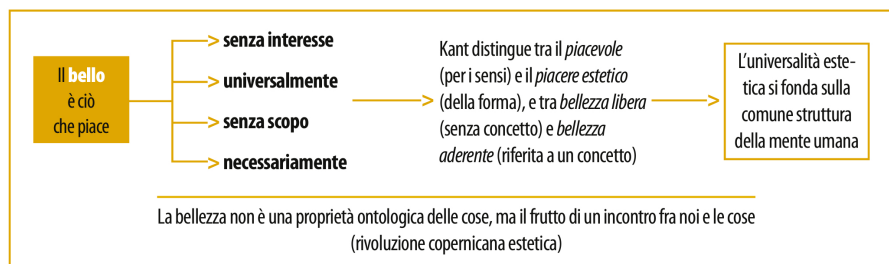 Il bello
è ciò
che piace
senza interesse
universalmente
senza scopo
necessariamente
Kant distingue tra il piacevole
(per i sensi) e il piacere estetico
(della forma), e tra bellezza libera
(senza concetto) e bellezza
aderente (riferita a un concetto)
L’universalità este-
tica si fonda sulla
comune struttura
della mente umana
La bellezza non è una proprietà ontologica delle cose, ma il frutto di un incontro fra noi e le cose
(rivoluzione copernicana estetica)